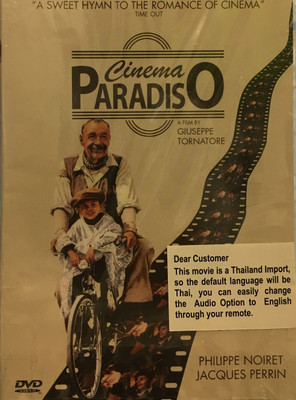 "A SWEET HYMN TO THE ROMANCE OF CINEMA"
TIME OUT
Cinema
PARADISO
A FILM BY
GIUSEPPE
TORNATORE
Dear Customer
This movie is a Thailand Import,
so the default language will be
Thai, you can easily change
the Audio Option to English
through your remote.
PHILIPPE NOIRET
JACQUES PERRIN
DVD